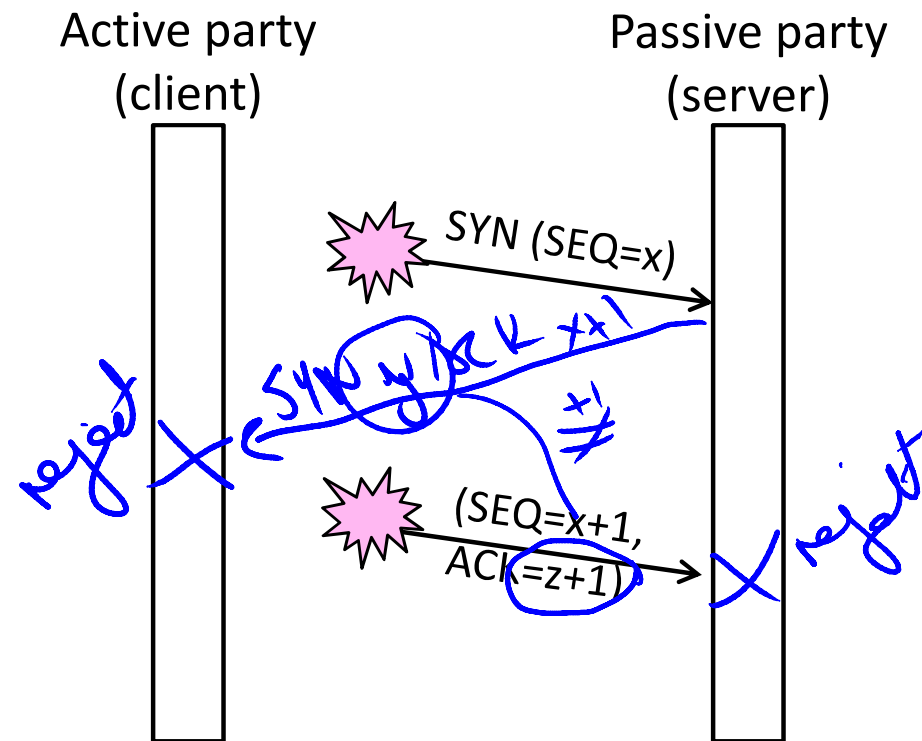 Active party
(client)
Passive party
(server)
SYN (SEQ=x)
SYN y ACK x+1
reject
+1
≠
(SEQ=x+1,
ACK=z+1)
reject